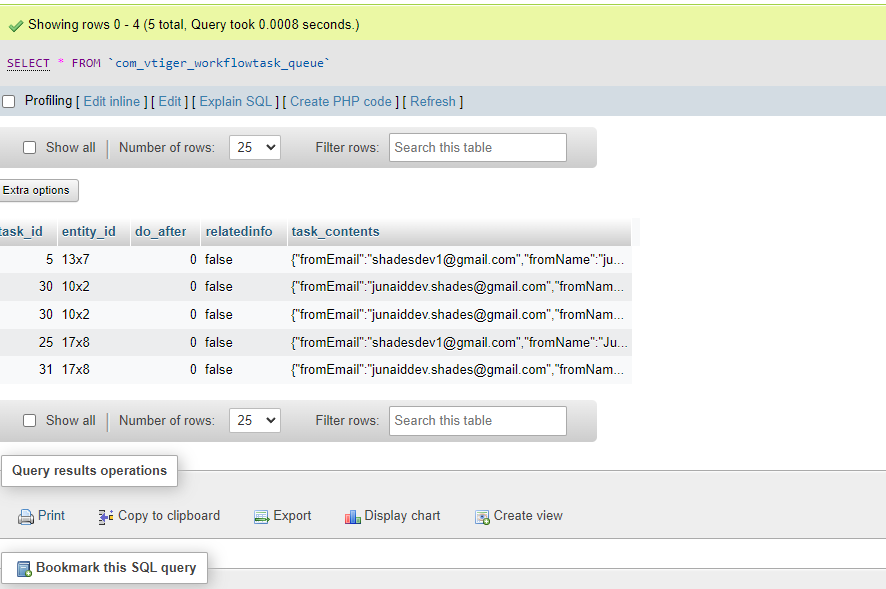 Showing rows 0 - 4 (5 total, Query took 0.0008 seconds.)
SELECT * FROM `com_vtiger_workflowtask_queue`
Profiling [ Edit inline ] [ Edit ] [ Explain SQL ] [ Create PHP code ] [ Refresh ]
Show all | Number of rows: 25 Filter rows: Search this table
Extra options
task_id entity_id do_after relatedinfo task_contents
5 13x7 0 false {"fromEmail":"shadesdev1@gmail.com","fromName":"ju...
30 10x2 0 false {"fromEmail":"junaiddev.shades@gmail.com","fromNam...
30 10x2 0 false {"fromEmail":"junaiddev.shades@gmail.com","fromNam...
25 17x8 0 false {"fromEmail":"shadesdev1@gmail.com","fromName":"Ju...
31 17x8 0 false {"fromEmail":"junaiddev.shades@gmail.com","fromNam...
Show all | Number of rows: 25 Filter rows: Search this table
Query results operations
Print Copy to clipboard Export Display chart Create view
Bookmark this SQL query